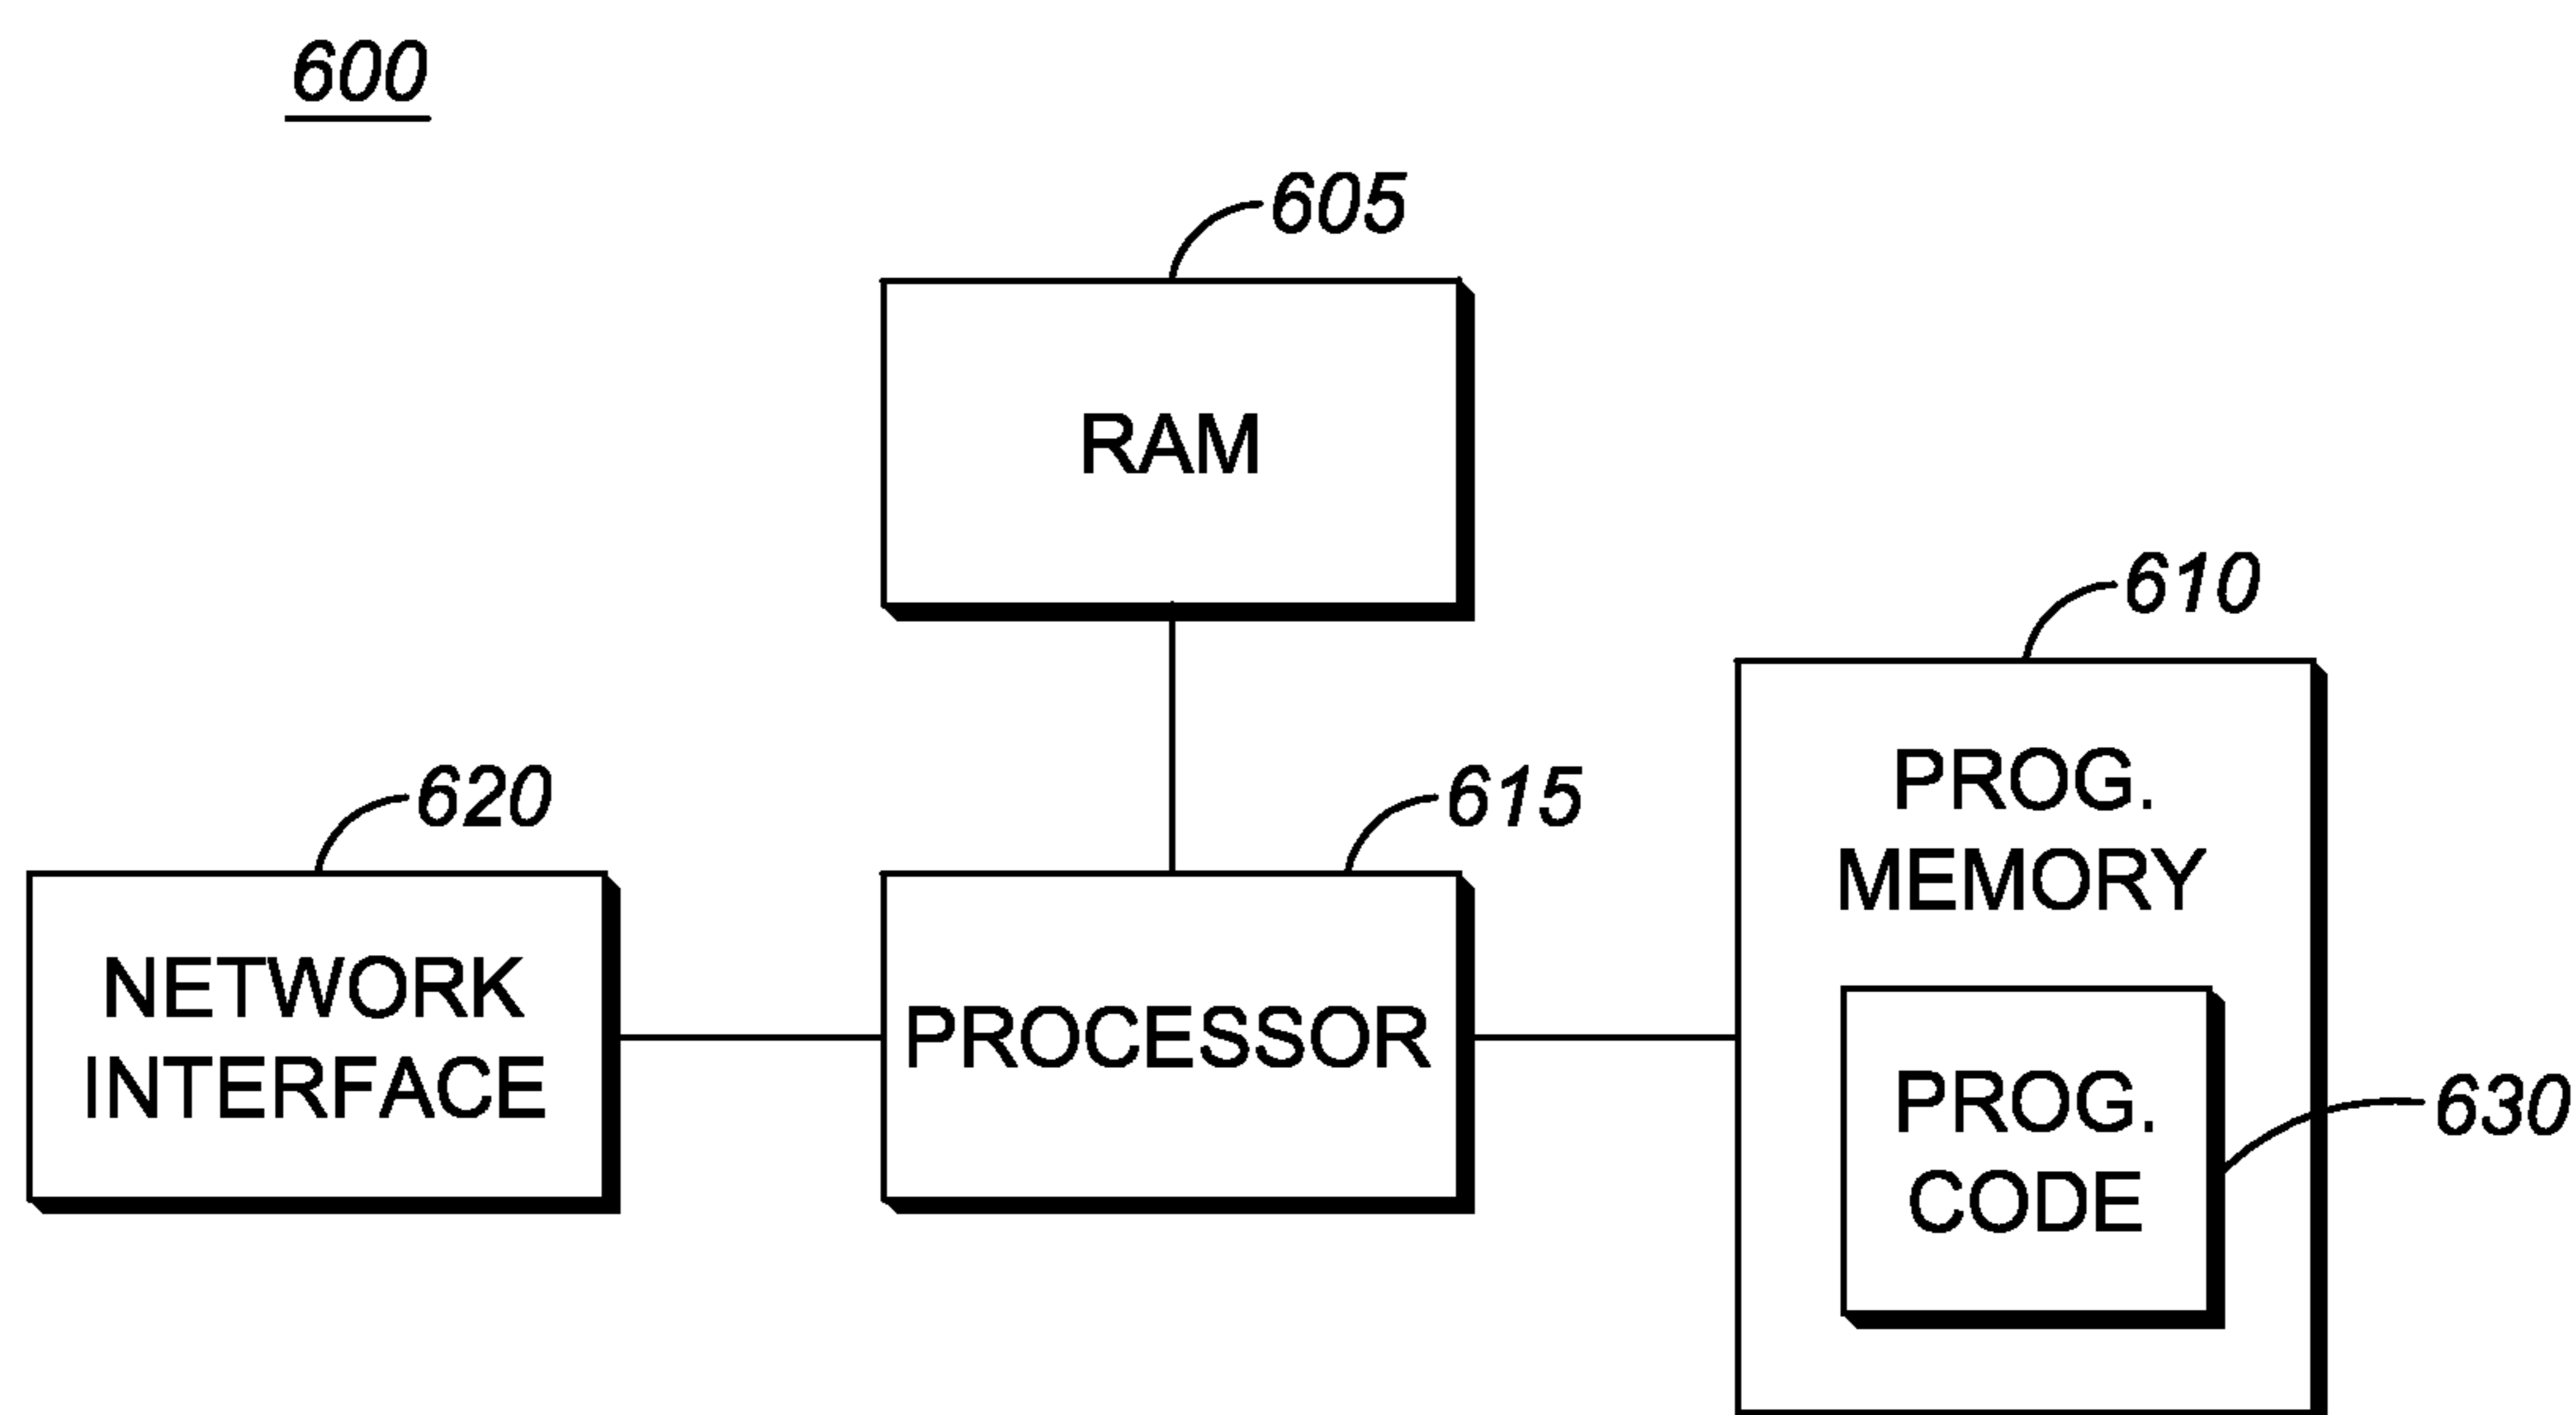 600
605
RAM
610
PROG.
MEMORY
620
NETWORK
INTERFACE
615
PROCESSOR
PROG.
CODE
630